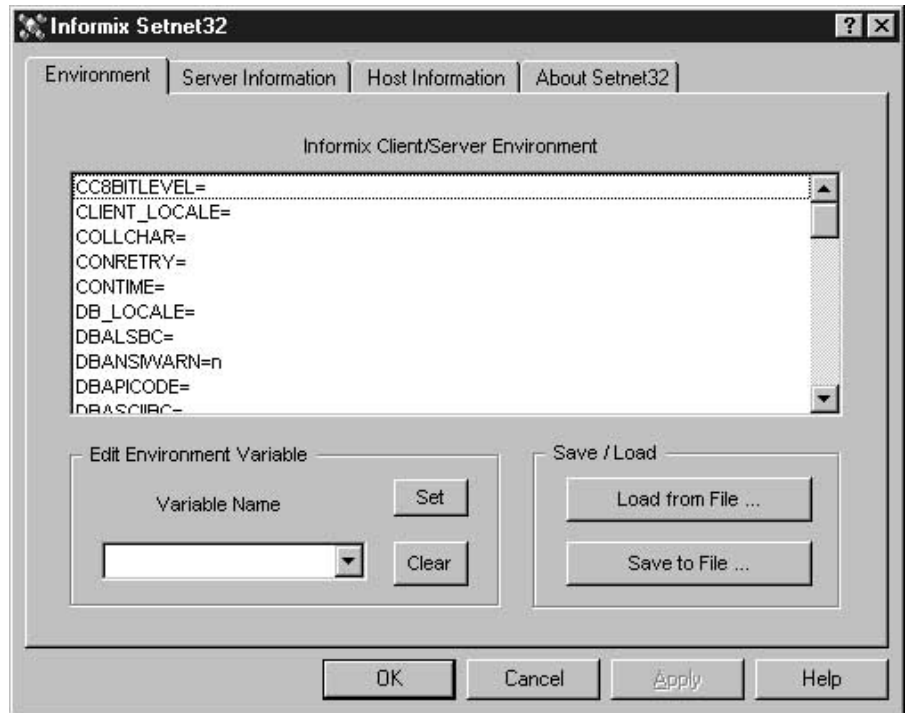 Informix Setnet32
Environment
Server Information
Host Information
About Setnet32
Informix Client/Server Environment
CC8BITLEVEL=
CLIENT_LOCALE=
COLLCHAR=
CONRETRY=
CONTIME=
DB_LOCALE=
DBALSBC=
DBANSIWARN=n
DBAPICODE=
DBASCIIBC=
Edit Environment Variable
Variable Name
Set
Clear
Save / Load
Load from File ...
Save to File ...
OK
Cancel
Apply
Help